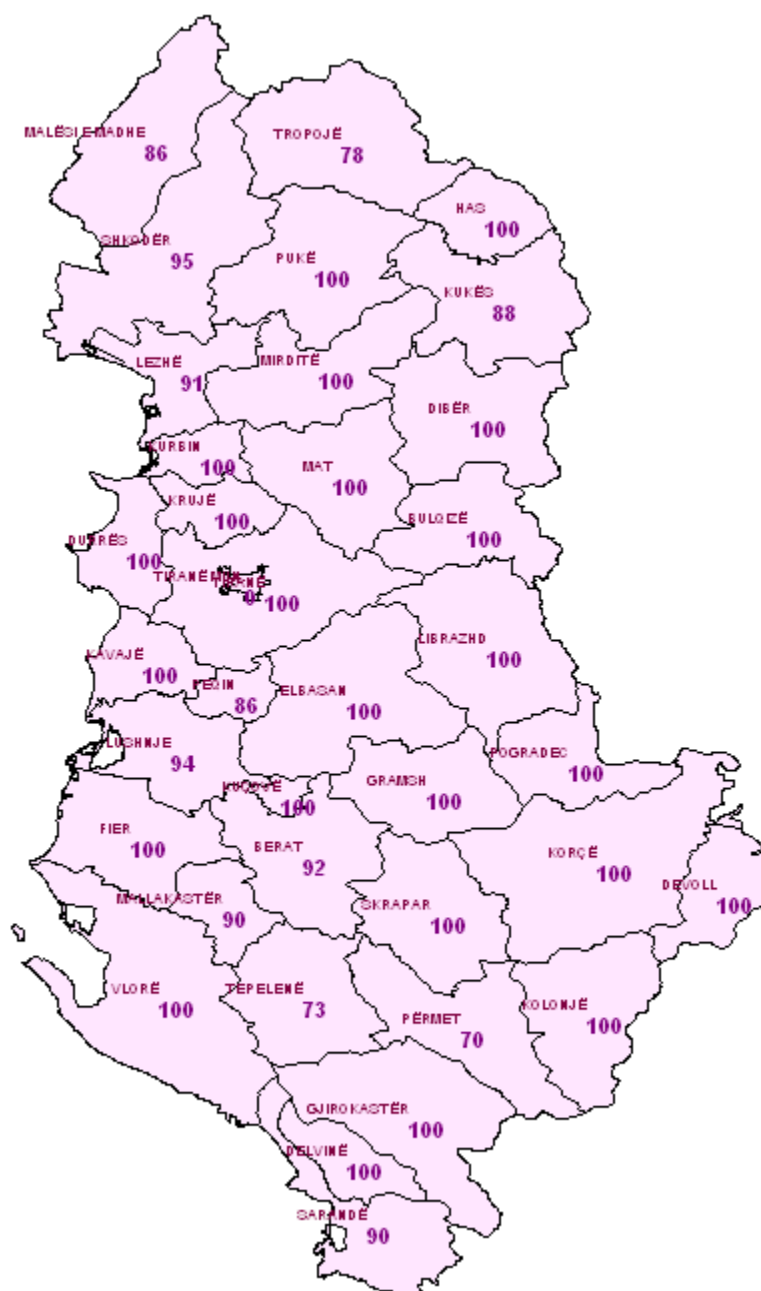 MALËSI E MADHE
86
TROPOJË
78
HAS
100
SHKODËR
95
PUKË
100
KUKËS
88
LEZHË
91
MIRDITË
100
DIBËR
100
KURBIN
100
MAT
100
KRUJË
100
BULQIZË
100
DURRËS
100
TIRANË
0
100
LIBRAZHD
100
KAVAJË
100
PEQIN
86
ELBASAN
100
LUSHNJE
94
POGRADEC
100
KUÇOVË
100
GRAMSH
100
FIER
100
BERAT
92
KORÇË
100
DEVOLL
100
MALLAKASTËR
90
SKRAPAR
100
VLORË
100
TEPELENË
73
PËRMET
70
KOLONJË
100
GJIROKASTËR
100
DELVINË
100
SARANDË
90